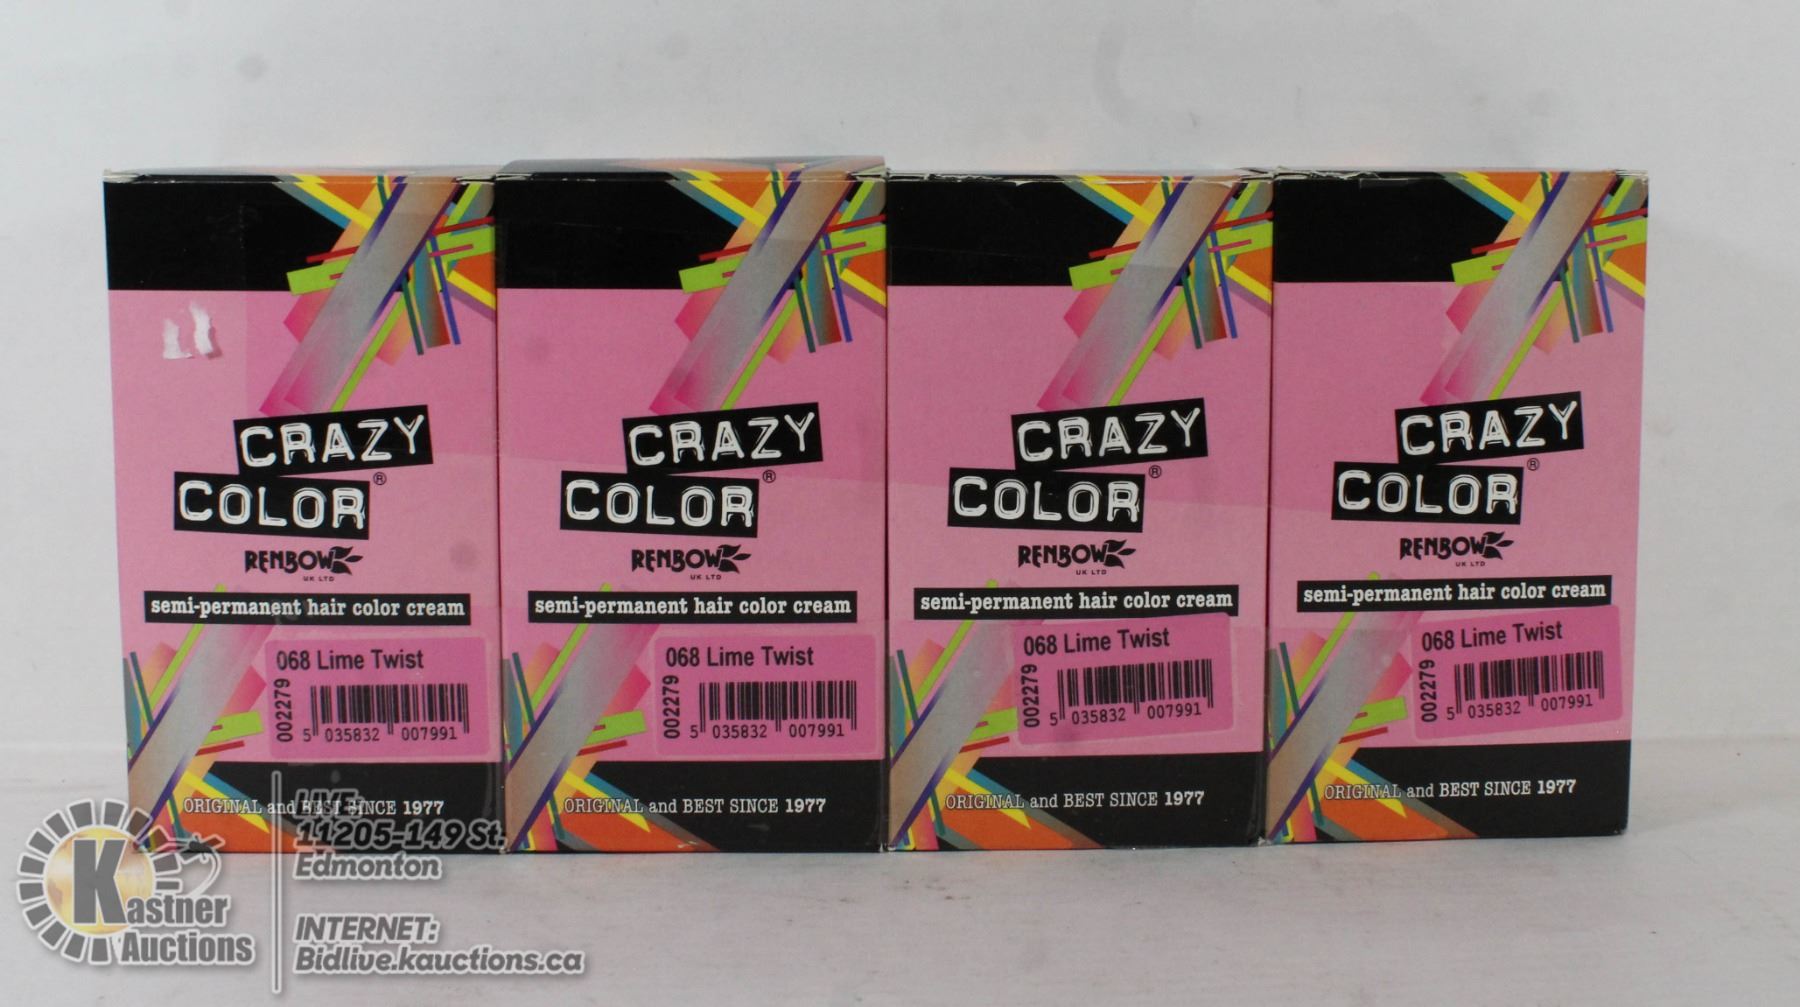 CRAZY
COLOR®
RENBOW
UK LTD
semi-permanent hair color cream
068 Lime Twist
002279
5 035832 007991
ORIGINAL and BEST SINCE 1977
CRAZY
COLOR®
RENBOW
UK LTD
semi-permanent hair color cream
068 Lime Twist
002279
5 035832 007991
ORIGINAL and BEST SINCE 1977
CRAZY
COLOR®
RENBOW
UK LTD
semi-permanent hair color cream
068 Lime Twist
002279
5 035832 007991
ORIGINAL and BEST SINCE 1977
CRAZY
COLOR®
RENBOW
UK LTD
semi-permanent hair color cream
068 Lime Twist
002279
5 035832 007991
ORIGINAL and BEST SINCE 1977
Kastner
Auctions
LIVE:
11205-149 St.
Edmonton
INTERNET:
Bidlive.kauctions.ca